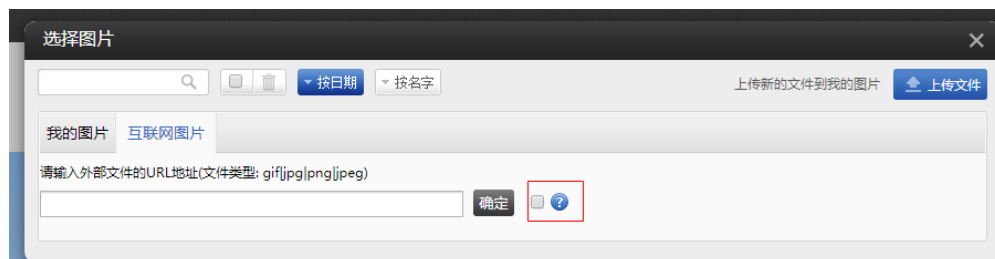 选择图片
按日期 按名字 上传新的文件到我的图片 上传文件
我的图片 互联网图片
请输入外部文件的URL地址(文件类型: gif|jpg|png|jpeg)
确定 ?